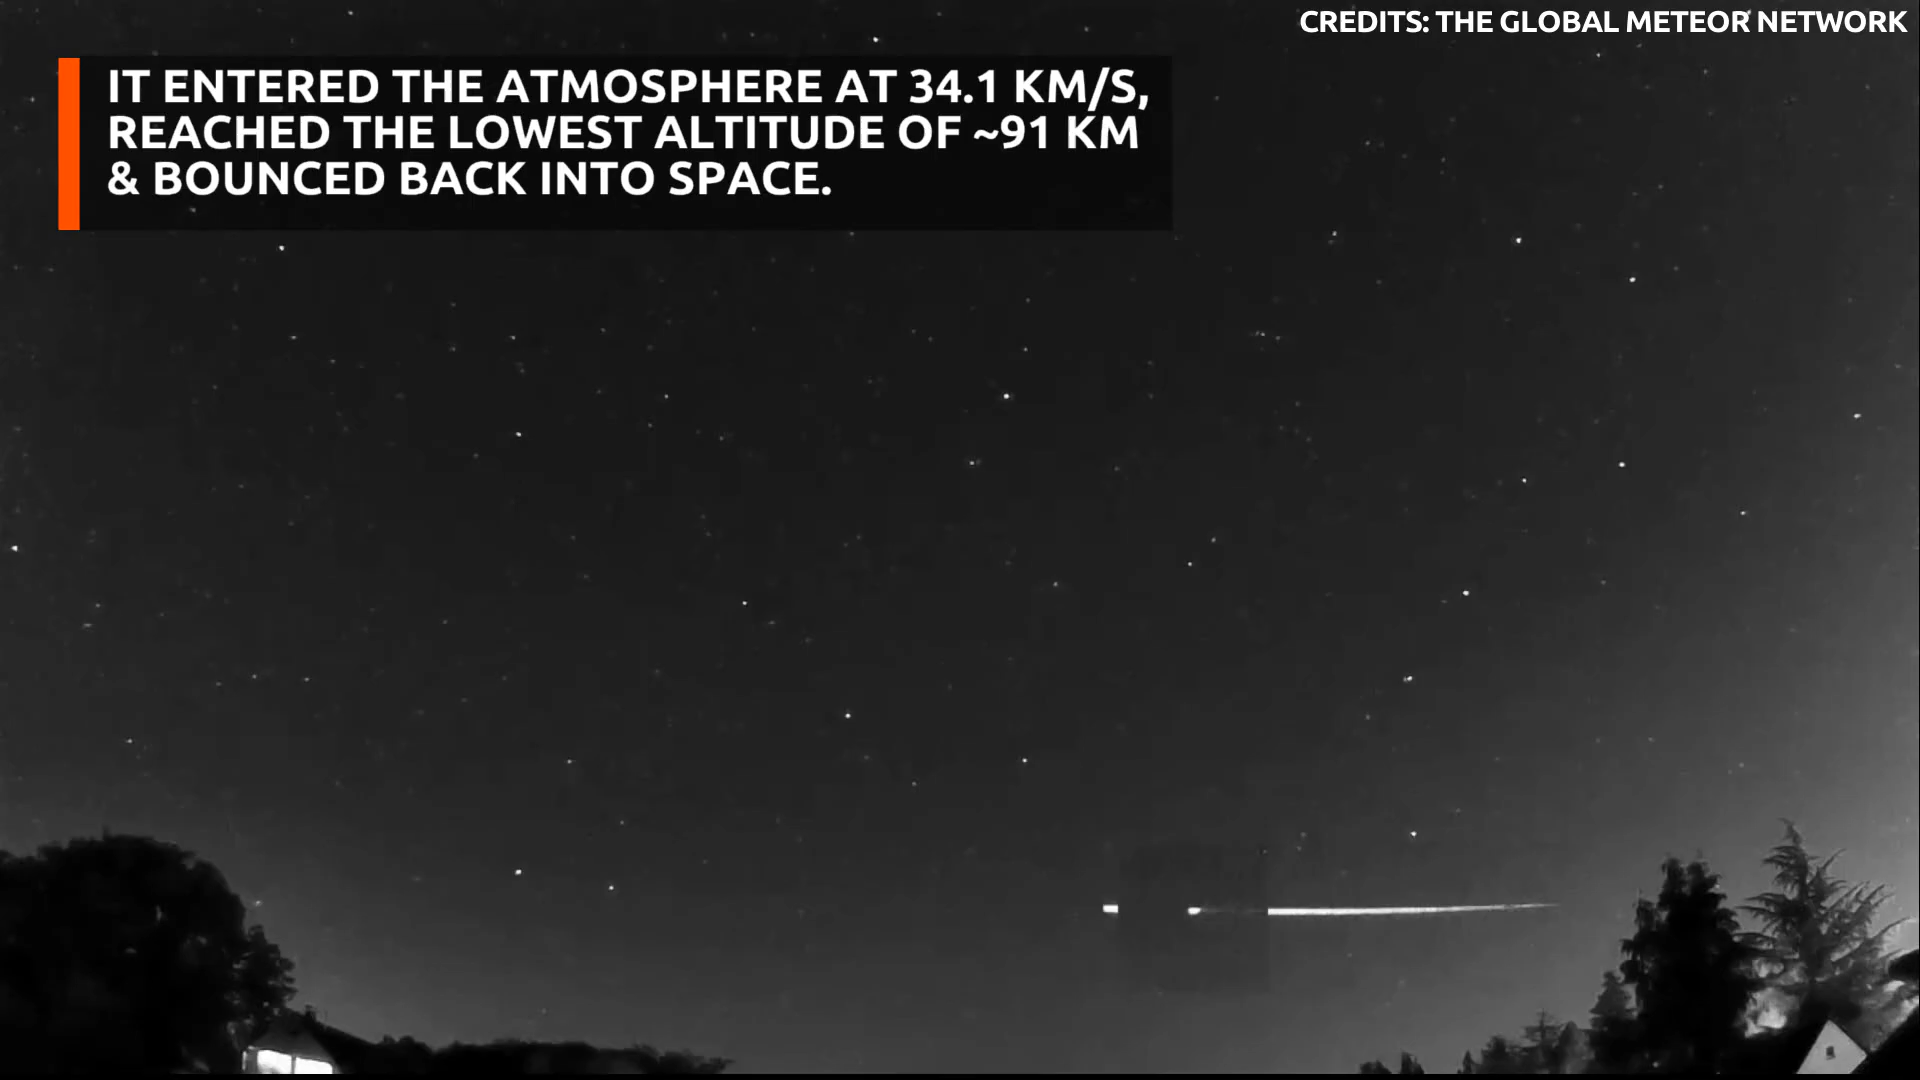 CREDITS: THE GLOBAL METEOR NETWORK
IT ENTERED THE ATMOSPHERE AT 34.1 KM/S,
REACHED THE LOWEST ALTITUDE OF ~91 KM
& BOUNCED BACK INTO SPACE.